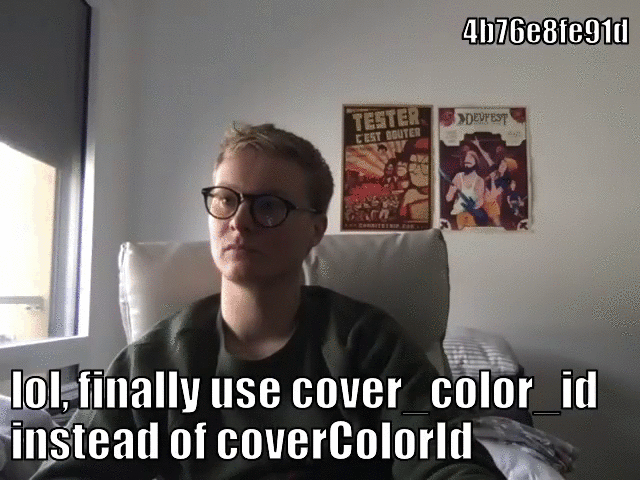 4b76e8fe91d
TESTER
C'EST DOUTER
DEVFEST
lol, finally use cover_color_id
instead of coverColorId